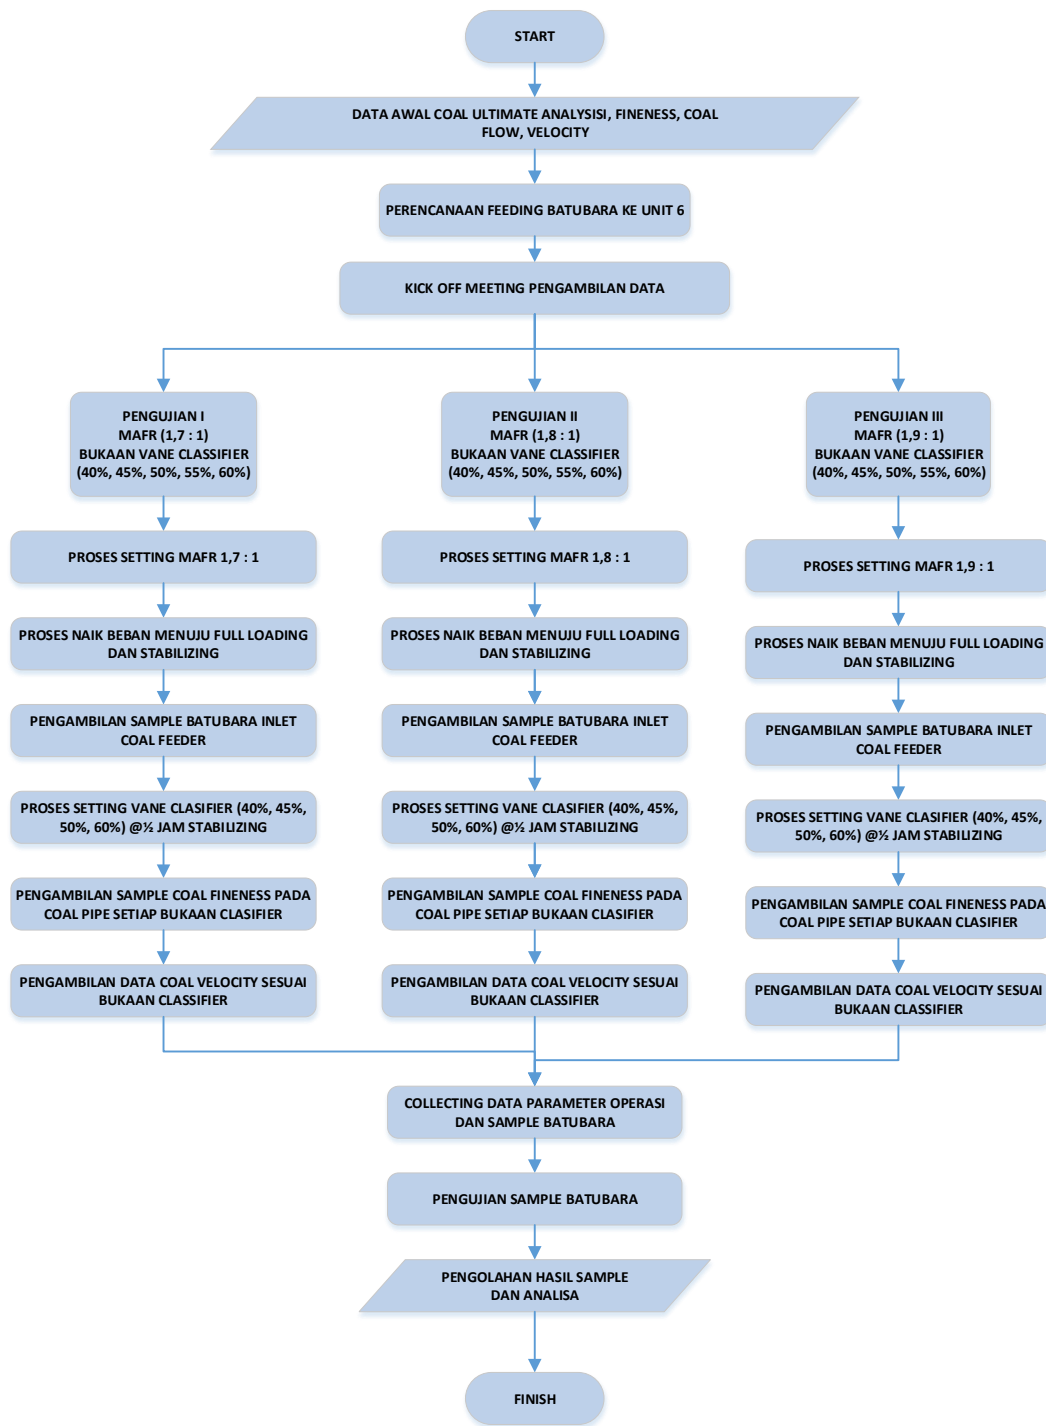 START
DATA AWAL COAL ULTIMATE ANALYSISI, FINENESS, COAL
FLOW, VELOCITY
PERENCANAAN FEEDING BATUBARA KE UNIT 6
KICK OFF MEETING PENGAMBILAN DATA
PENGUJIAN I
MAFR (1,7 : 1)
BUKAAN VANE CLASSIFIER
(40%, 45%, 50%, 55%, 60%)
PROSES SETTING MAFR 1,7 : 1
PROSES NAIK BEBAN MENUJU FULL LOADING
DAN STABILIZING
PENGAMBILAN SAMPLE BATUBARA INLET
COAL FEEDER
PROSES SETTING VANE CLASIFIER (40%, 45%,
50%, 60%) @½ JAM STABILIZING
PENGAMBILAN SAMPLE COAL FINENESS PADA
COAL PIPE SETIAP BUKAAN CLASIFIER
PENGAMBILAN DATA COAL VELOCITY SESUAI
BUKAAN CLASSIFIER
PENGUJIAN II
MAFR (1,8 : 1)
BUKAAN VANE CLASSIFIER
(40%, 45%, 50%, 55%, 60%)
PROSES SETTING MAFR 1,8 : 1
PROSES NAIK BEBAN MENUJU FULL LOADING
DAN STABILIZING
PENGAMBILAN SAMPLE BATUBARA INLET
COAL FEEDER
PROSES SETTING VANE CLASIFIER (40%, 45%,
50%, 60%) @½ JAM STABILIZING
PENGAMBILAN SAMPLE COAL FINENESS PADA
COAL PIPE SETIAP BUKAAN CLASIFIER
PENGAMBILAN DATA COAL VELOCITY SESUAI
BUKAAN CLASSIFIER
PENGUJIAN III
MAFR (1,9 : 1)
BUKAAN VANE CLASSIFIER
(40%, 45%, 50%, 55%, 60%)
PROSES SETTING MAFR 1,9 : 1
PROSES NAIK BEBAN MENUJU FULL LOADING
DAN STABILIZING
PENGAMBILAN SAMPLE BATUBARA INLET
COAL FEEDER
PROSES SETTING VANE CLASIFIER (40%, 45%,
50%, 60%) @½ JAM STABILIZING
PENGAMBILAN SAMPLE COAL FINENESS PADA
COAL PIPE SETIAP BUKAAN CLASIFIER
PENGAMBILAN DATA COAL VELOCITY SESUAI
BUKAAN CLASSIFIER
COLLECTING DATA PARAMETER OPERASI
DAN SAMPLE BATUBARA
PENGUJIAN SAMPLE BATUBARA
PENGOLAHAN HASIL SAMPLE
DAN ANALISA
FINISH